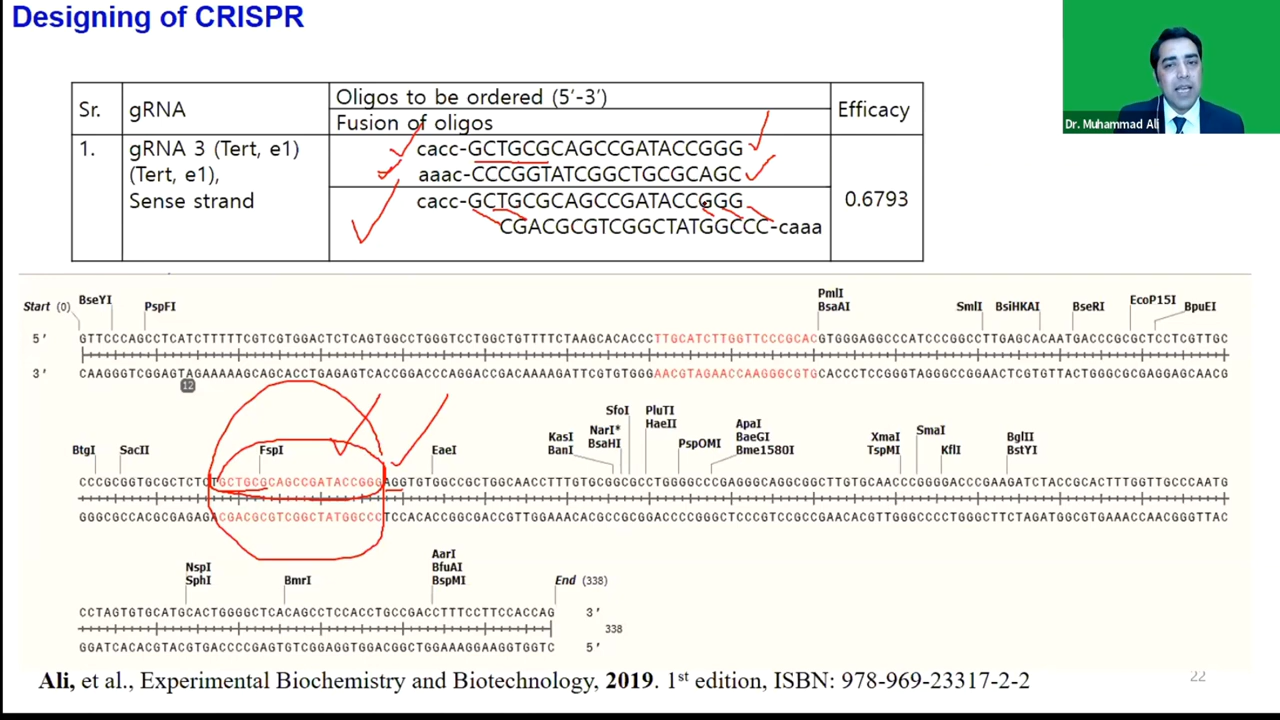 Designing of CRISPR
Dr. Muhammad Ali
Sr. gRNA Oligos to be ordered (5′-3′) Efficacy
Fusion of oligos
1. gRNA 3 (Tert, e1) cacc-GCTGCGCAGCCGATACCGGG
(Tert, e1), aaac-CCCGGTATCGGCTGCGCAGC
Sense strand cacc-GCTGCGCAGCCGATACCGGG 0.6793
CGACGCGTCGGCTATGGCCC-caaa
PmlI
Start (0) BseYI PspFI BsaAI SmlI BsiHKAI BseRI EcoP15I BpuEI
5′ GTTCCCAGCCTCATCTTTTTCGTCGTGGACTCTCAGTGGCCTGGGTCCTGGCTGTTTTCTAAGCACACCCTTGCATCTTGGTTCCCGCACGTGGGAGGCCCATCCCGGCCTTGAGCACAATGACCCGCGCTCCTCGTTGC
3′ CAAGGGTCGGAGTAGAAAAAGCAGCACCTGAGAGTCACCGGACCCAGGACCGACAAAAGATTCGTGTGGGAACGTAGAACCAAGGGCGTGCACCCTCCGGGTAGGGCCGGAACTCGTGTTACTGGGCGCGAGGAGCAACG
12
SfoI PluTI
NarI* HaeII ApaI
KasI BsaHI PspOMI BaeGI XmaI SmaI BglII
BtgI SacII FspI EaeI BanI Bme1580I TspMI KflI BstYI
CCCGCGGTGCGCTCTCTGCTGCGCAGCCGATACCGGGAGGTGTGGCCGCTGGCAACCTTTGTGCGGCGCCTGGGGCCCGAGGGCAGGCGGCTTGTGCAACCCGGGGACCCGAAGATCTACCGCACTTTGGTTGCCCAATG
GGGCGCCACGCGAGAGACGACGCGTCGGCTATGGCCCTCCACACCGGCGACCGTTGGAAACACGCCGCGGACCCCGGGCTCCCGTCCGCCGAACACGTTGGGCCCCTGGGCTTCTAGATGGCGTGAAACCAACGGGTTAC
AarI
NspI BfuAI
SphI BmrI BspMI End (338)
CCTAGTGTGCATGCACTGGGGCTCACAGCCTCCACCTGCCGACCTTTCCTTCCACCAG 3′
338
GGATCACACGTACGTGACCCCGAGTGTCGGAGGTGGACGGCTGGAAAGGAAGGTGGTC 5′
Ali, et al., Experimental Biochemistry and Biotechnology, 2019. 1st edition, ISBN: 978-969-23317-2-2
22